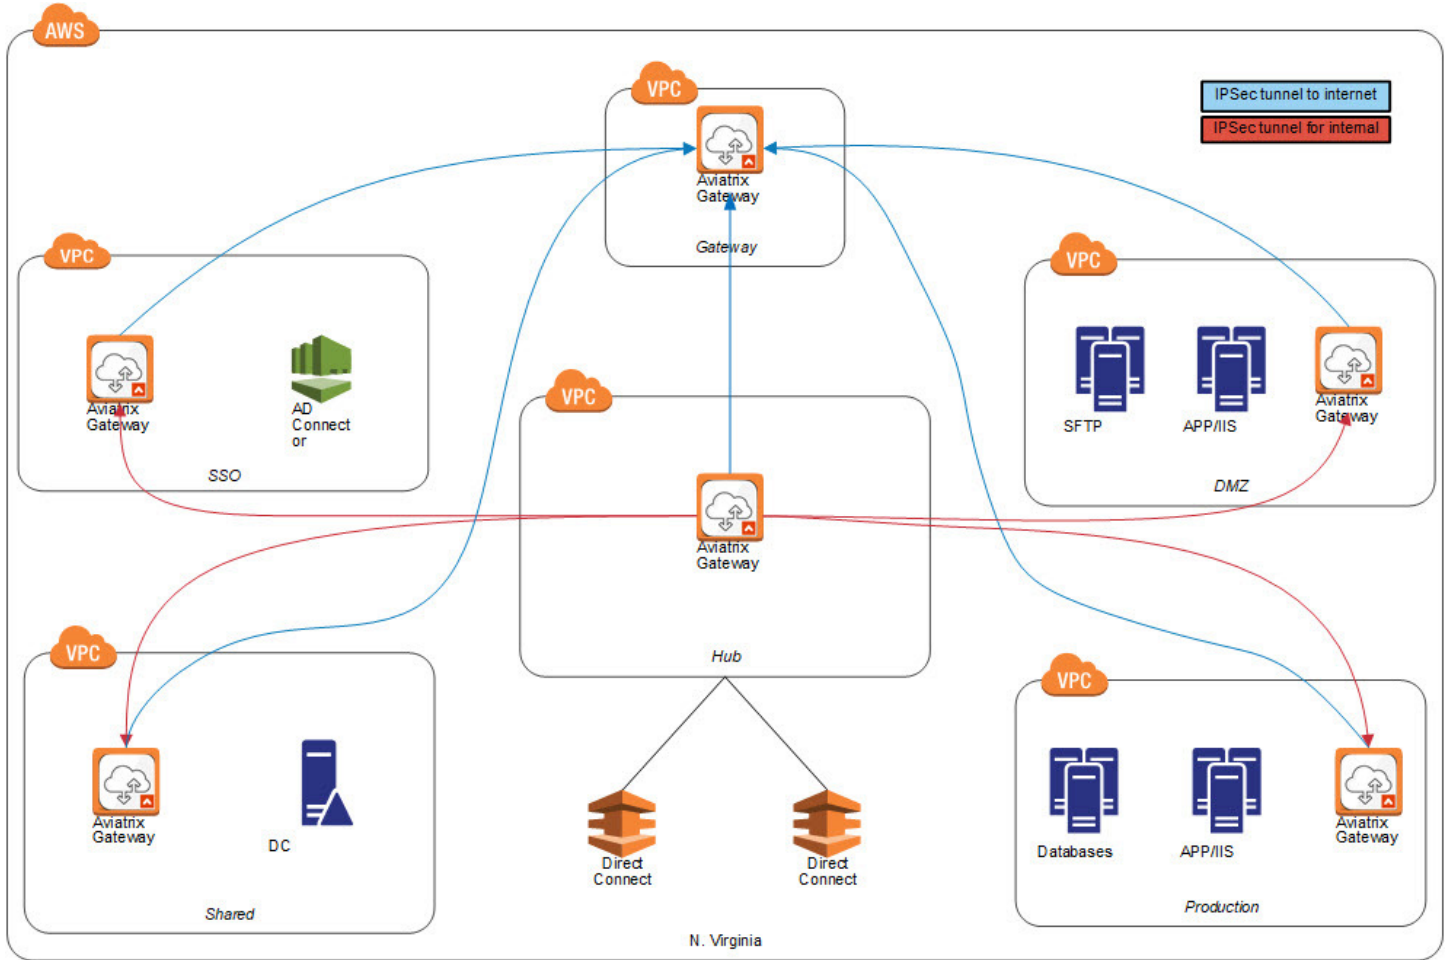 AWS
VPC
IPSec tunnel to internet
IPSec tunnel for internal
Aviatrix
Gateway
Gateway
VPC
Aviatrix
Gateway
AD
Connect
or
SSO
VPC
SFTP
APP/IIS
Aviatrix
Gateway
DMZ
VPC
Aviatrix
Gateway
Hub
VPC
Aviatrix
Gateway
DC
Shared
Direct
Connect
Direct
Connect
VPC
Databases
APP/IIS
Aviatrix
Gateway
Production
N. Virginia